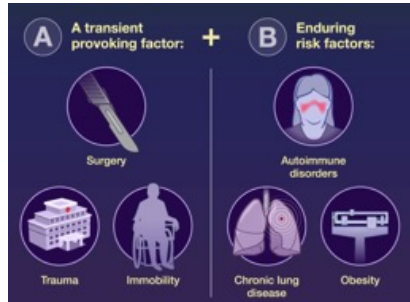 A
A transient
provoking factor:
+
B
Enduring
risk factors:
Surgery
Autoimmune
disorders
Trauma
Immobility
Chronic lung
disease
Obesity